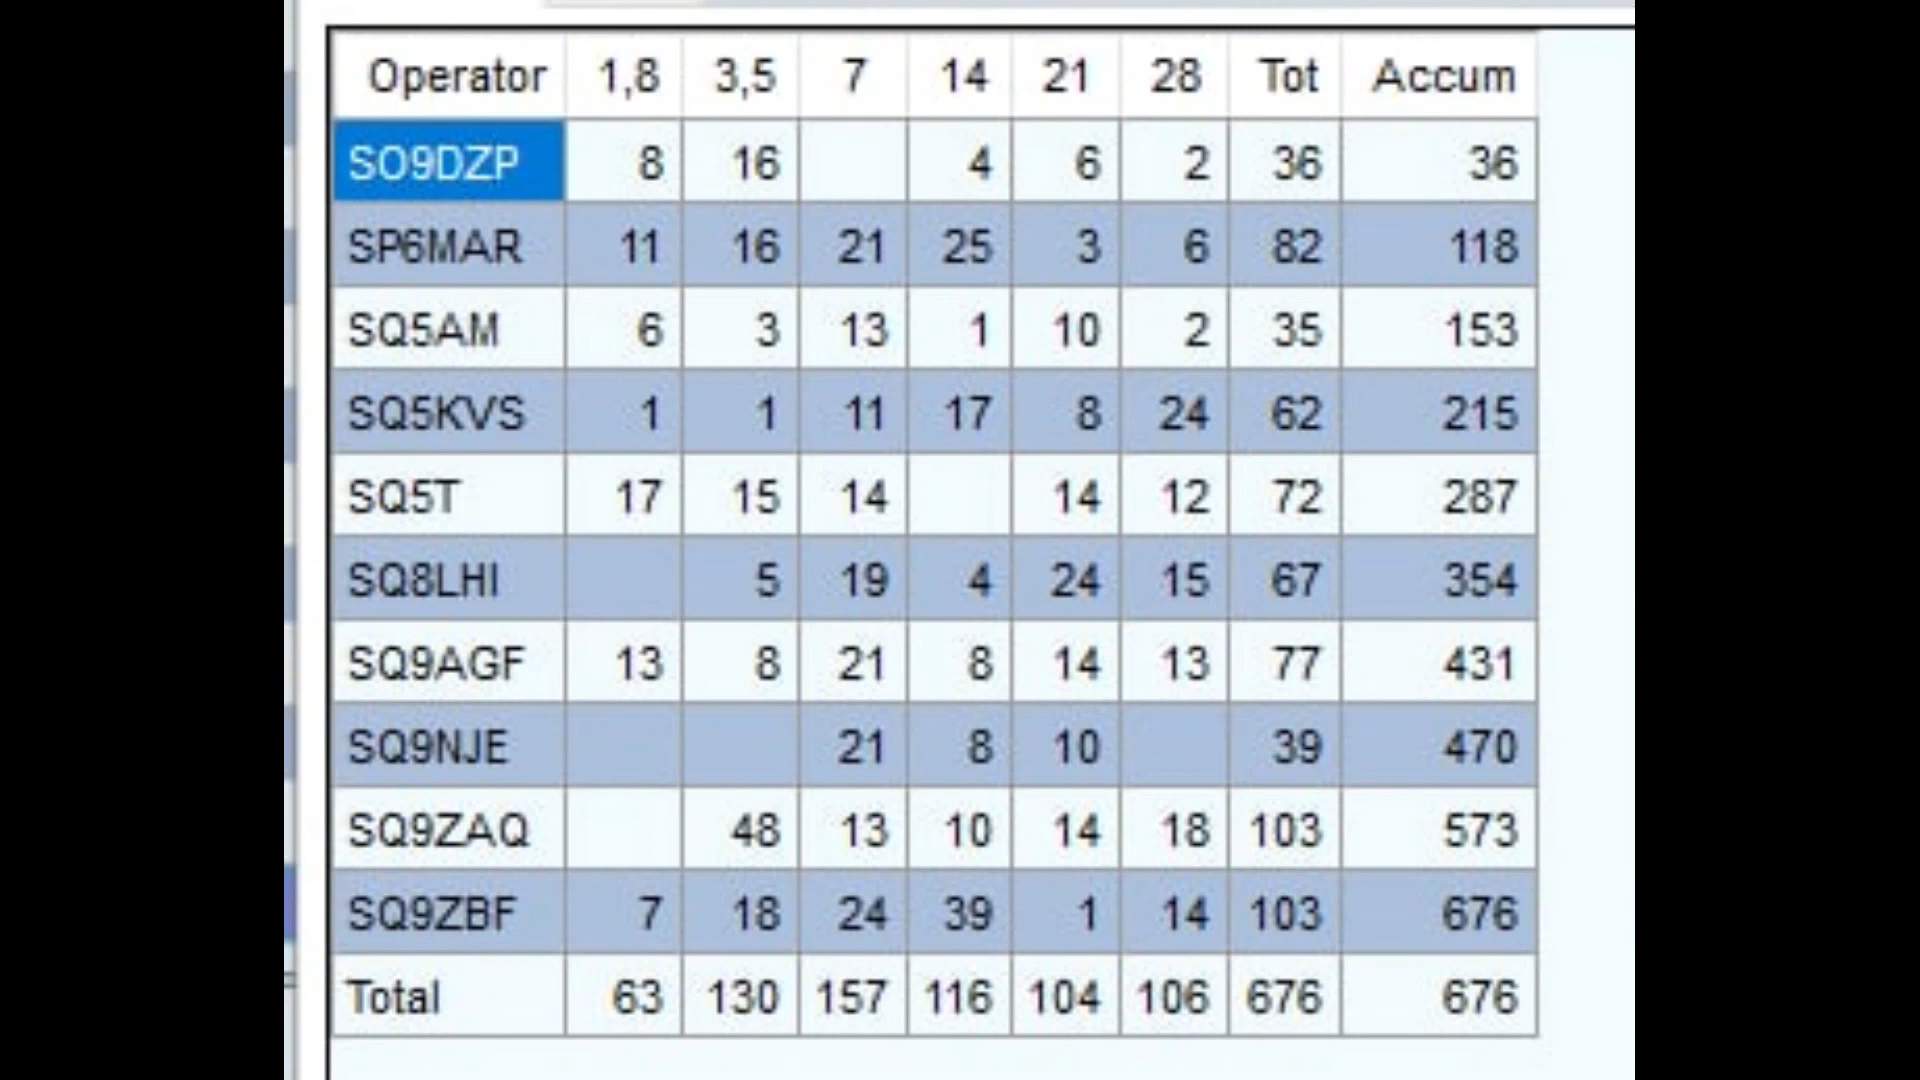 Operator 1,8 3,5 7 14 21 28 Tot Accum
SO9DZP 8 16 4 6 2 36 36
SP6MAR 11 16 21 25 3 6 82 118
SQ5AM 6 3 13 1 10 2 35 153
SQ5KVS 1 1 11 17 8 24 62 215
SQ5T 17 15 14 14 12 72 287
SQ8LHI 5 19 4 24 15 67 354
SQ9AGF 13 8 21 8 14 13 77 431
SQ9NJE 21 8 10 39 470
SQ9ZAQ 48 13 10 14 18 103 573
SQ9ZBF 7 18 24 39 1 14 103 676
Total 63 130 157 116 104 106 676 676